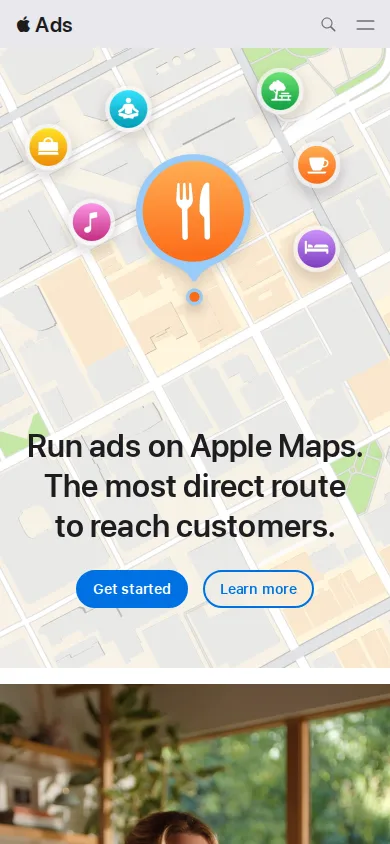 Ads
Run ads on Apple Maps.
The most direct route
to reach customers.
Get started
Learn more